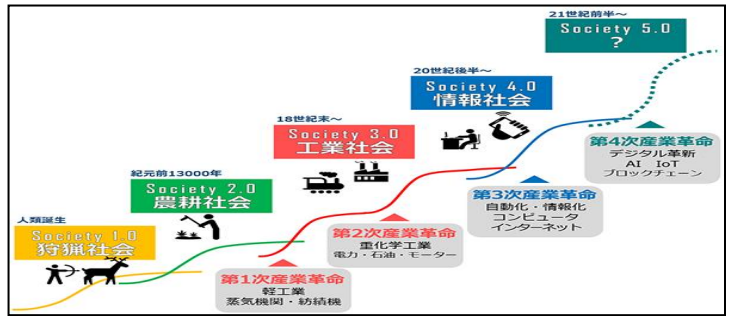 21世紀前半～
Society 5.0
?
20世紀後半～
Society 4.0
情報社会
18世紀末～
Society 3.0
工業社会
紀元前13000年
Society 2.0
農耕社会
人類誕生
Society 1.0
狩猟社会
第1次産業革命
軽工業
蒸気機関・紡績機
第2次産業革命
重化学工業
電力・石油・モーター
第3次産業革命
自動化・情報化
コンピュータ
インターネット
第4次産業革命
デジタル革新
AI IoT
ブロックチェーン